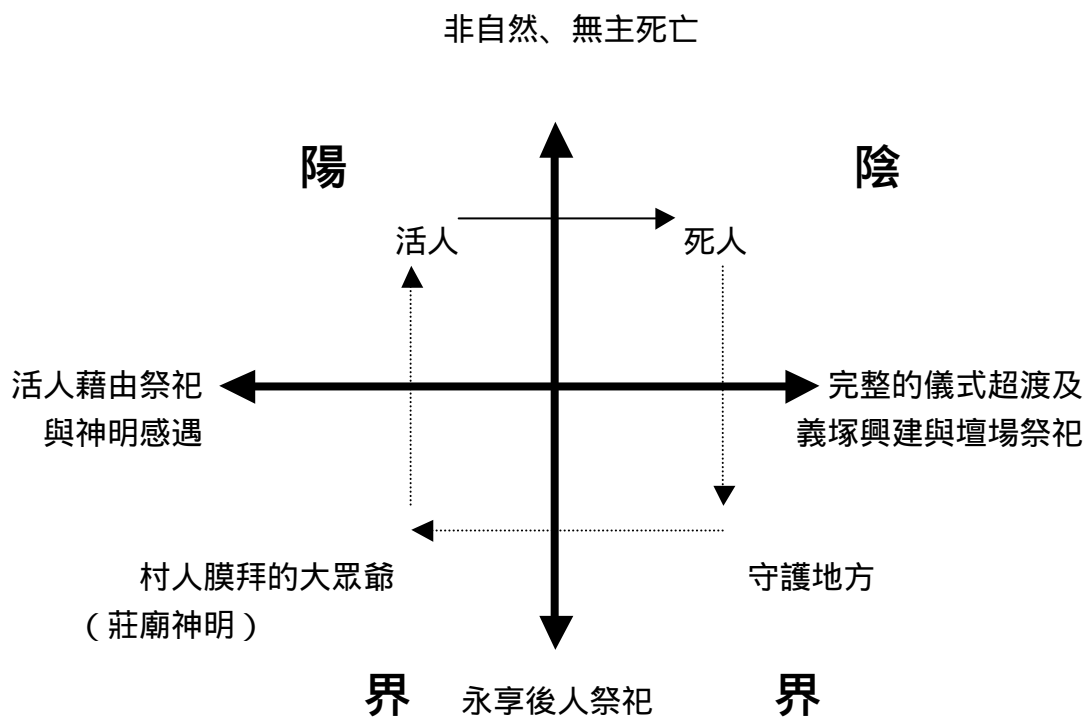 非自然、無主死亡
陽
陰
活人
死人
活人藉由祭祀
與神明感遇
完整的儀式超渡及
義塚興建與壇場祭祀
村人膜拜的大眾爺
（莊廟神明）
守護地方
界
永享後人祭祀
界